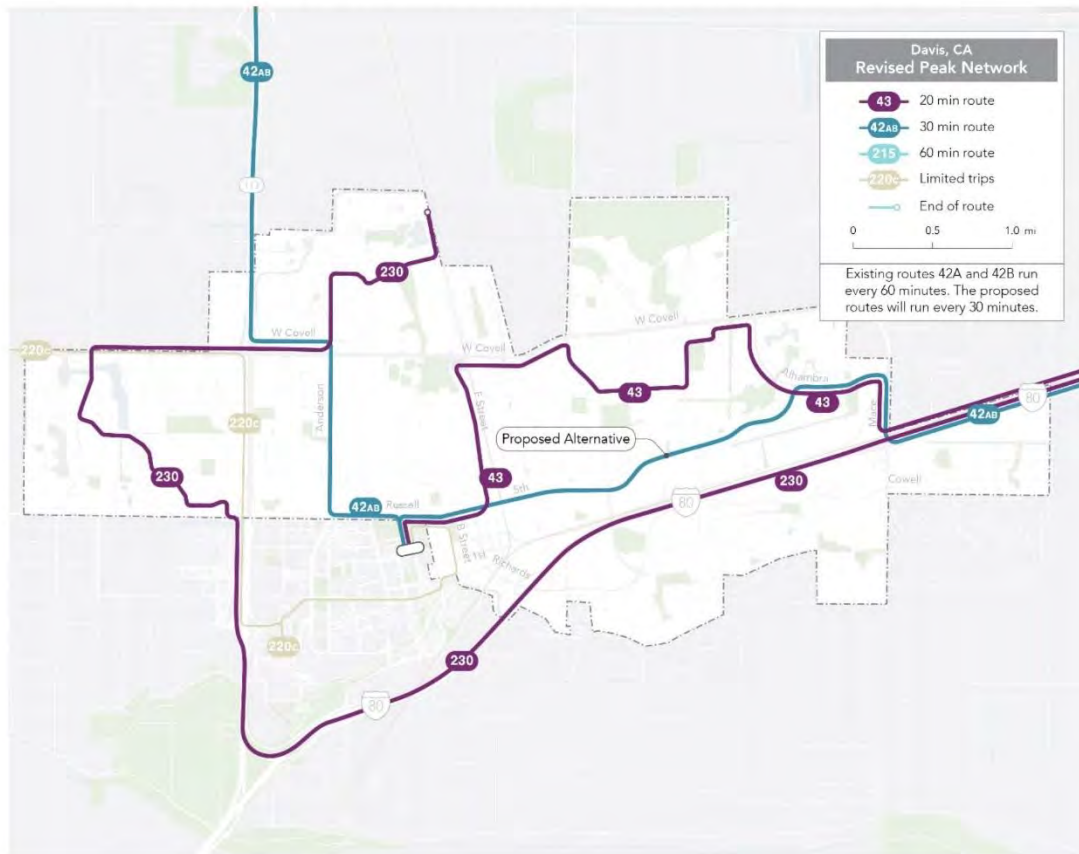 Davis, CA
Revised Peak Network
43 20 min route
42AB 30 min route
215 60 min route
220c Limited trips
End of route
0 0.5 1.0 mi
Existing routes 42A and 42B run
every 60 minutes. The proposed
routes will run every 30 minutes.
42AB
113
230
W Covell
W Covell
220c
W Covell
Alhambra
43
43
80
42AB
Mace
220c
Anderson
F Street
Proposed Alternative
230
43
230
Cowell
5th
80
42AB
Russell
B Street
1st
Richards
220c
230
80